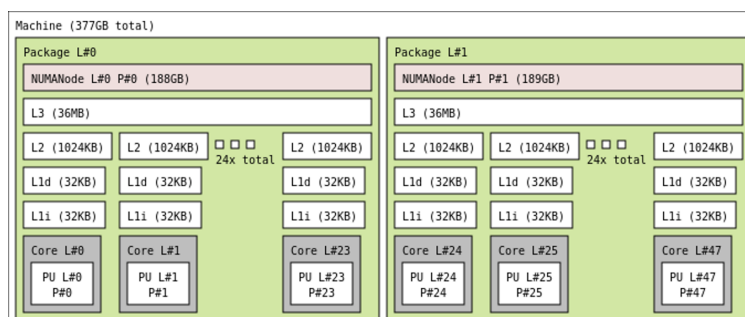 Machine (377GB total)
Package L#0
NUMANode L#0 P#0 (188GB)
L3 (36MB)
L2 (1024KB) L2 (1024KB) 24x total L2 (1024KB)
L1d (32KB) L1d (32KB) L1d (32KB)
L1i (32KB) L1i (32KB) L1i (32KB)
Core L#0 Core L#1 Core L#23
PU L#0 PU L#1 PU L#23
P#0 P#1 P#23
Package L#1
NUMANode L#1 P#1 (189GB)
L3 (36MB)
L2 (1024KB) L2 (1024KB) 24x total L2 (1024KB)
L1d (32KB) L1d (32KB) L1d (32KB)
L1i (32KB) L1i (32KB) L1i (32KB)
Core L#24 Core L#25 Core L#47
PU L#24 PU L#25 PU L#47
P#24 P#25 P#47